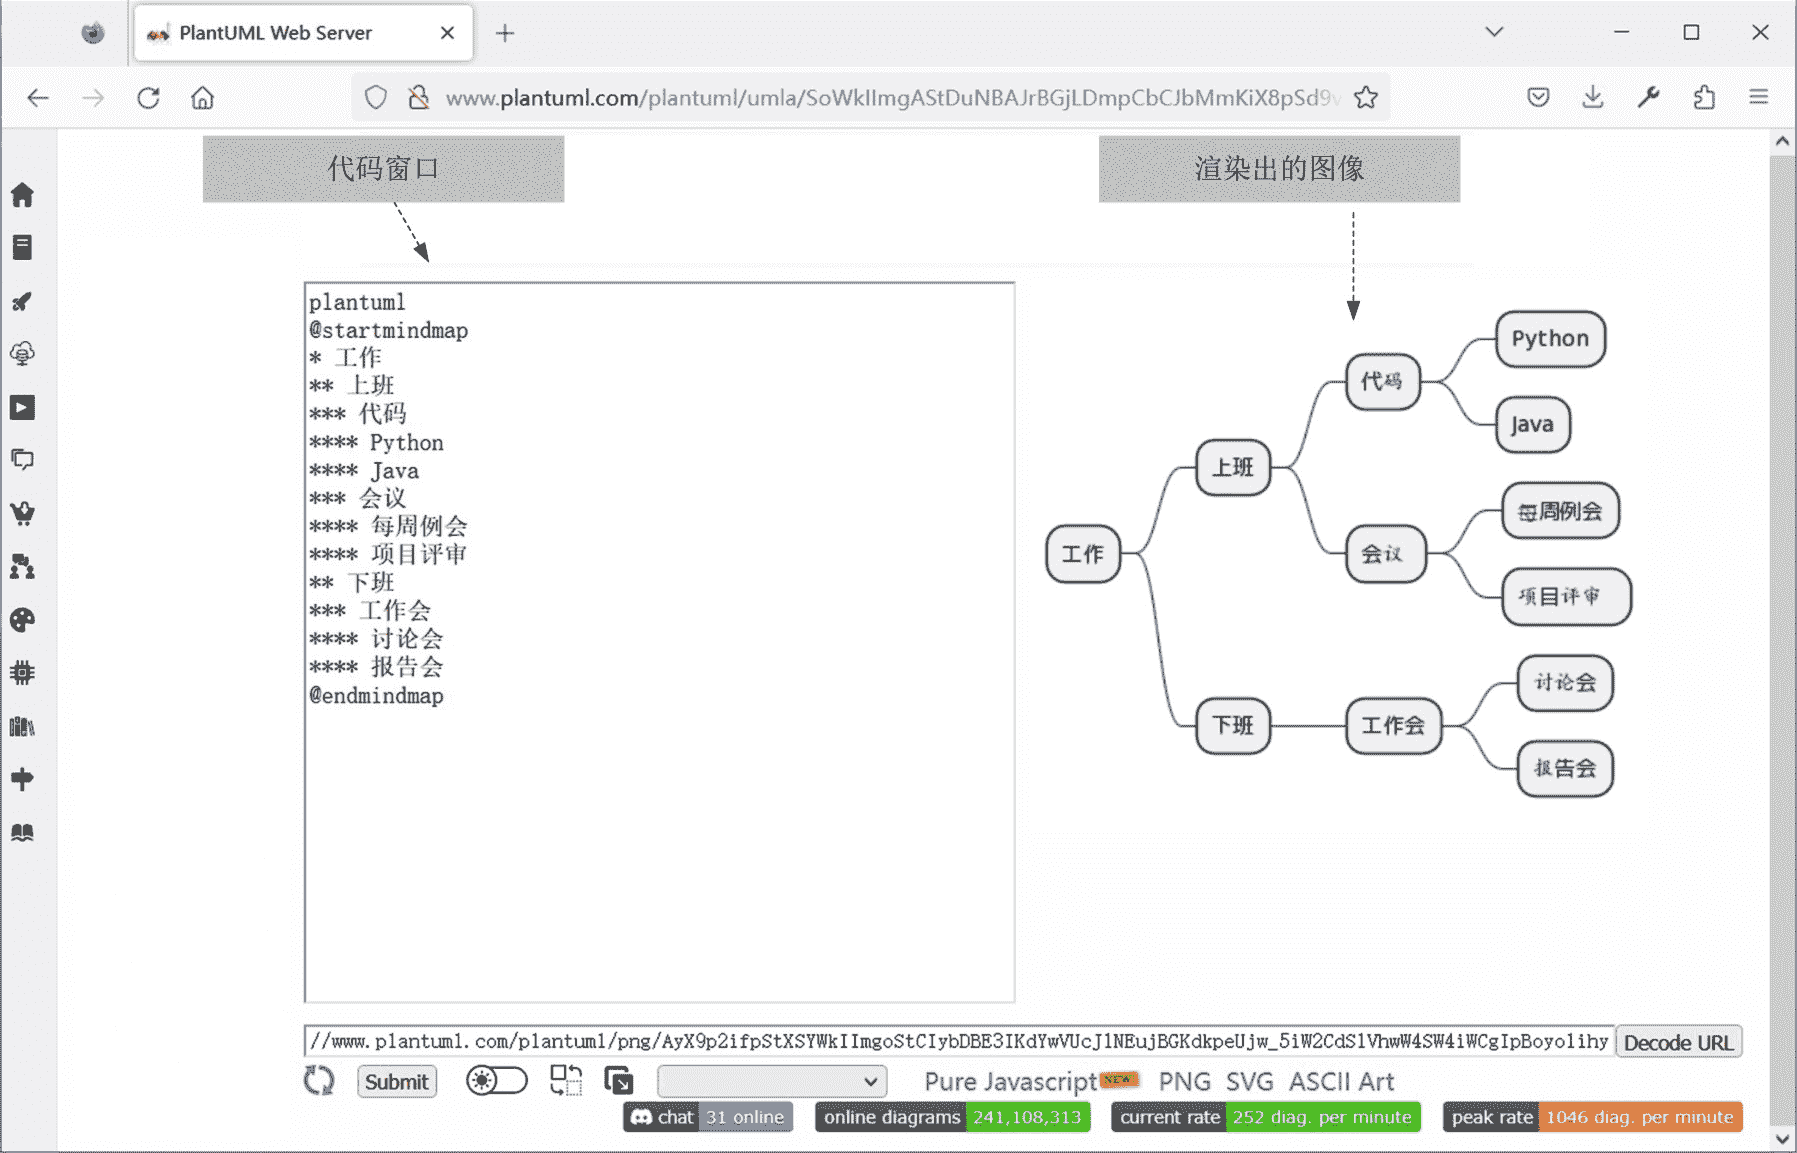 PlantUML Web Server
www.plantuml.com/plantuml/umla/SoWkIImgAStDuNBAJrBGjLDmpCbCJbMmKiX8pSd9v
代码窗口
渲染出的图像
plantuml
@startmindmap
* 工作
** 上班
*** 代码
**** Python
**** Java
*** 会议
**** 每周例会
**** 项目评审
** 下班
*** 工作会
**** 讨论会
**** 报告会
@endmindmap
Python
代码
Java
上班
每周例会
工作
会议
项目评审
讨论会
下班
工作会
报告会
//www.plantuml.com/plantuml/png/AyX9p2ifpStXSYWkIImgoStCIybDBE3IKdYwVUcJlNEujBGKdkpeUjw_5iW2CdSlVhwW4SW4iWCgIpBoyo1ihy
Decode URL
Submit
Pure Javascript NEW PNG SVG ASCII Art
chat 31 online
online diagrams 241,108,313
current rate 252 diag. per minute
peak rate 1046 diag. per minute